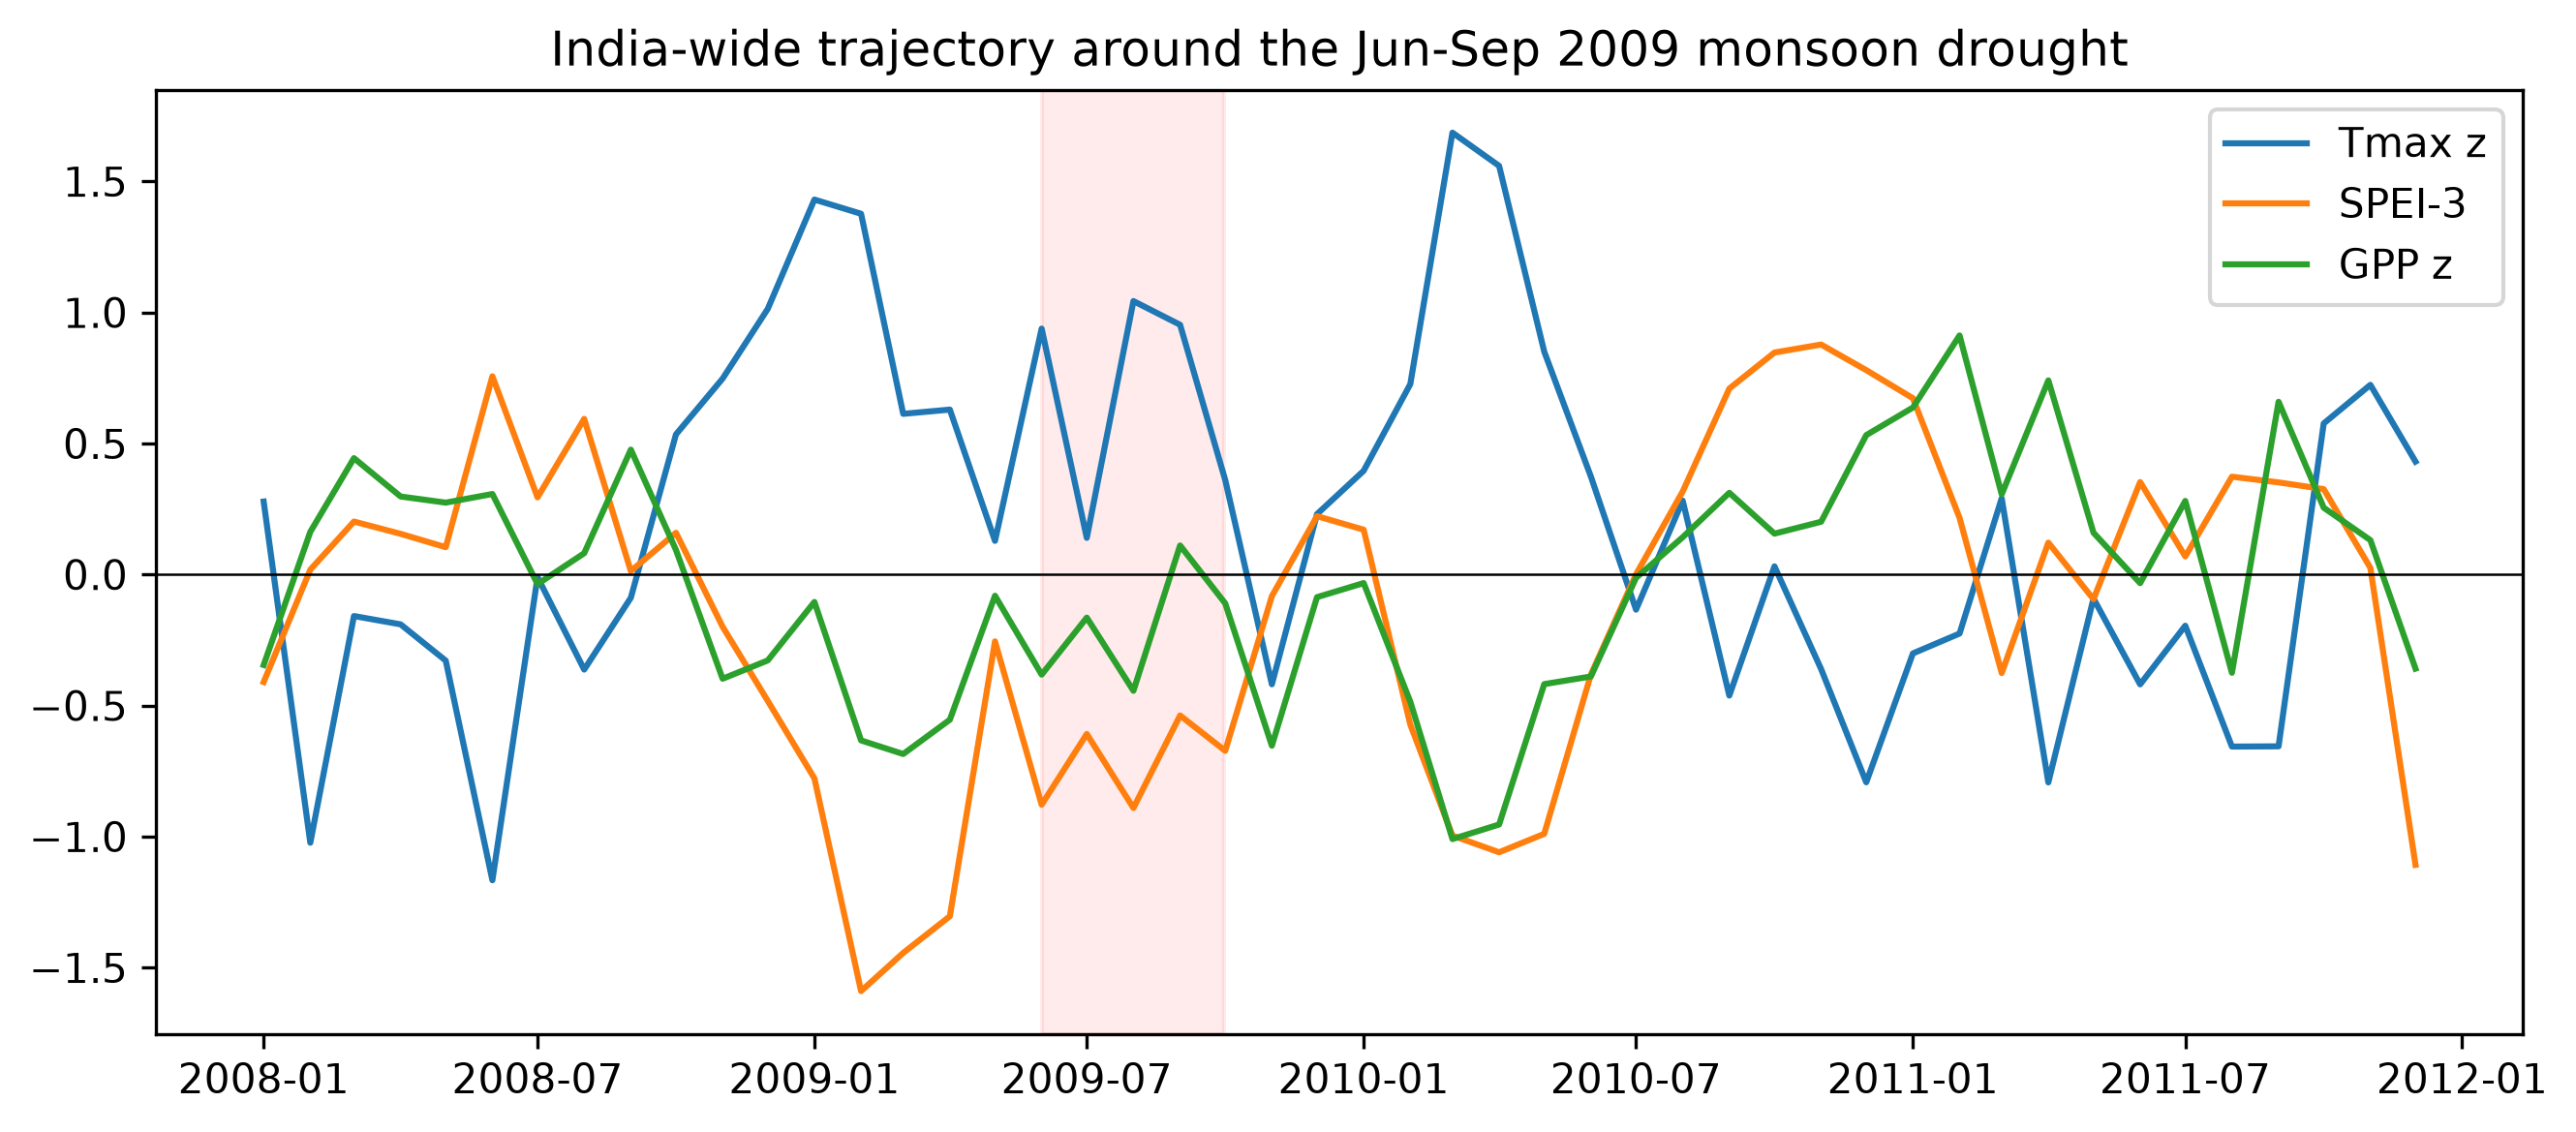 India-wide trajectory around the Jun-Sep 2009 monsoon drought
Tmax z
SPEI-3
GPP z
1.5
1.0
0.5
0.0
−0.5
−1.0
−1.5
2008-01 2008-07 2009-01 2009-07 2010-01 2010-07 2011-01 2011-07 2012-01